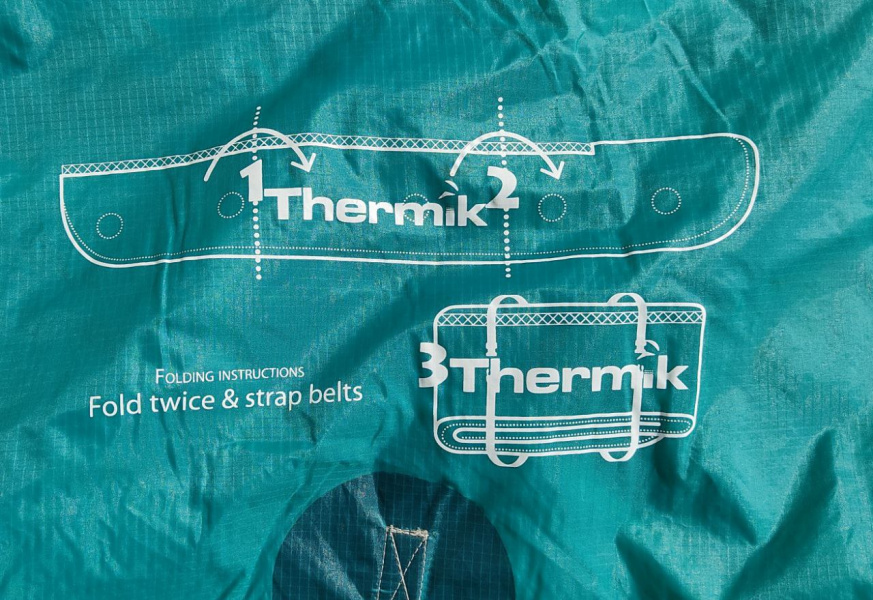 1 Thermik 2
3 Thermik
FOLDING INSTRUCTIONS
Fold twice & strap belts